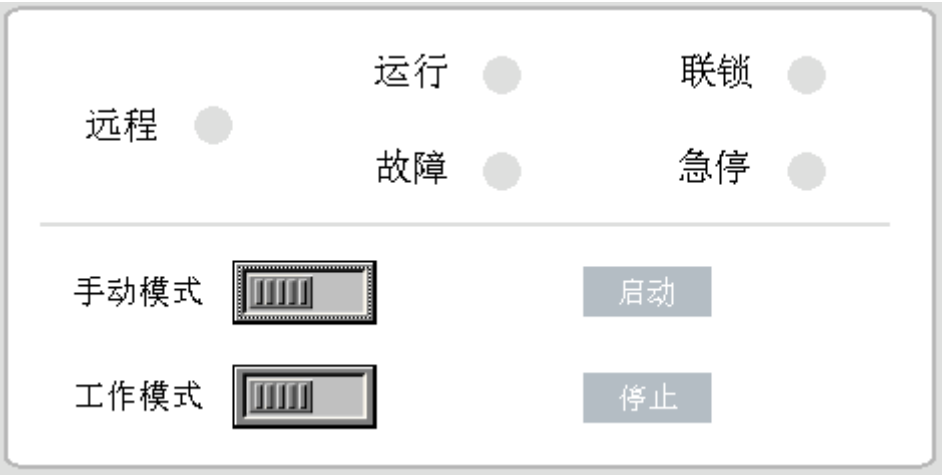 运行 联锁
远程
故障 急停
手动模式 启动
工作模式 停止